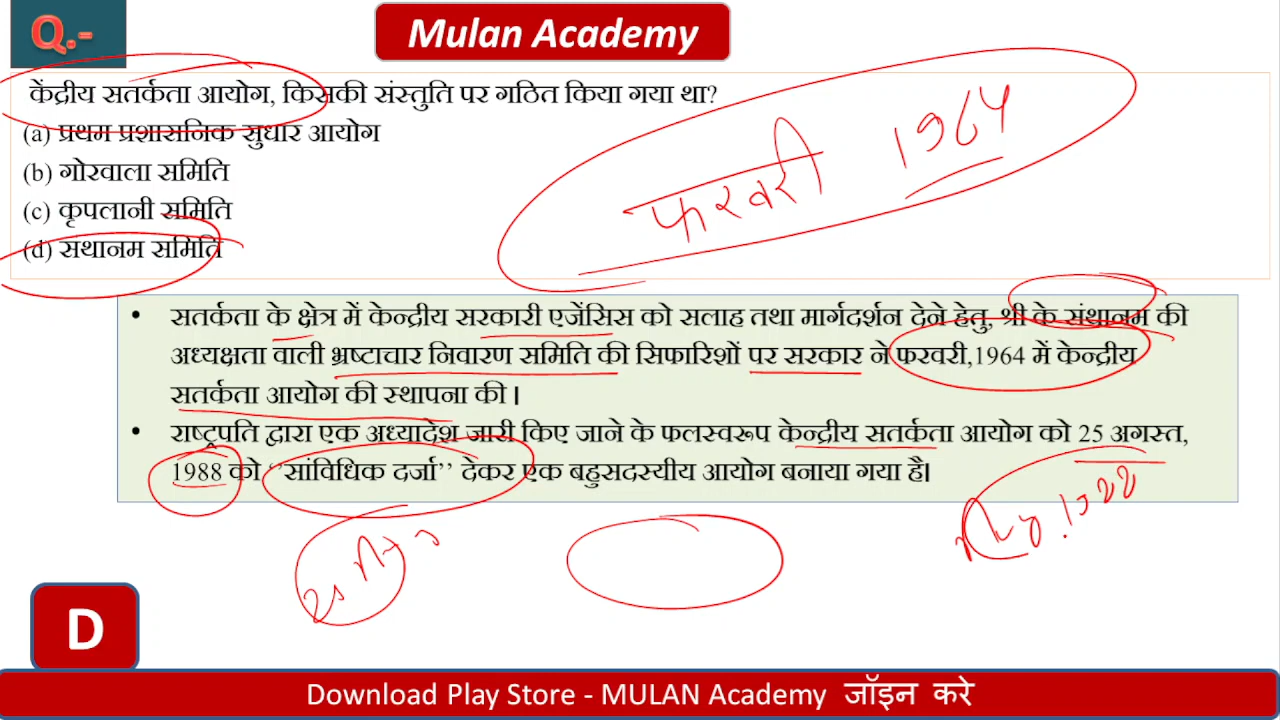 Q.-
Mulan Academy
केंद्रीय सतर्कता आयोग, किसकी संस्तुति पर गठित किया गया था?
(a) प्रथम प्रशासनिक सुधार आयोग
(b) गोरवाला समिति
(c) कृपलानी समिति
(d) संथानम समिति
फरवरी 1964
• सतर्कता के क्षेत्र में केन्द्रीय सरकारी एजेंसिस को सलाह तथा मार्गदर्शन देने हेतु, श्री के संथानम की
अध्यक्षता वाली भ्रष्टाचार निवारण समिति की सिफारिशों पर सरकार ने फरवरी,1964 में केन्द्रीय
सतर्कता आयोग की स्थापना की ।
• राष्ट्रपति द्वारा एक अध्यादेश जारी किए जाने के फलस्वरूप केन्द्रीय सतर्कता आयोग को 25 अगस्त,
1988 को ‘‘सांविधिक दर्जा’’ देकर एक बहुसदस्यीय आयोग बनाया गया है।
D
Download Play Store - MULAN Academy जॉइन करे